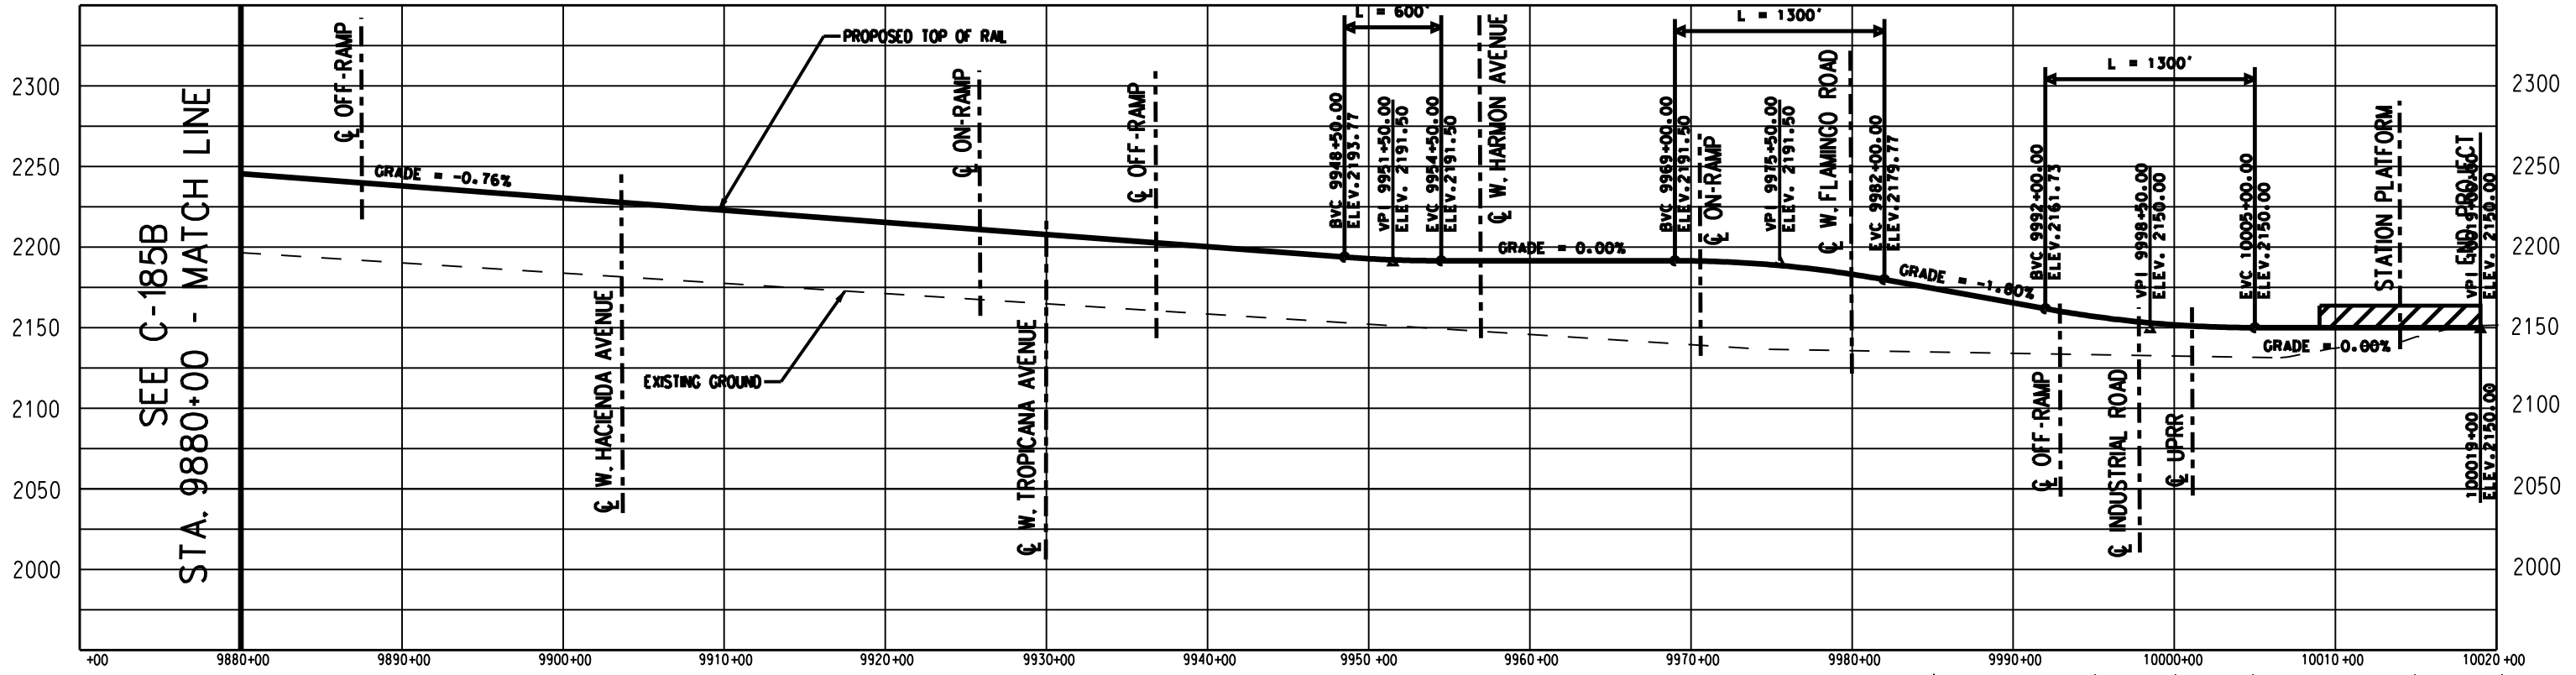 SEE C-185B
STA. 9880+00 - MATCH LINE
℄ OFF-RAMP
PROPOSED TOP OF RAIL
GRADE = -0.76%
℄ W. HACIENDA AVENUE
EXISTING GROUND
℄ ON-RAMP
℄ W. TROPICANA AVENUE
℄ OFF-RAMP
L = 600'
BVC 9948+50.00
ELEV.2193.77
VPI 9951+50.00
ELEV. 2191.50
EVC 9954+50.00
ELEV.2191.50
℄ W. HARMON AVENUE
GRADE = 0.00%
L = 1300'
BVC 9969+00.00
ELEV.2191.50
℄ ON-RAMP
VPI 9975+50.00
ELEV. 2191.50
℄ W. FLAMINGO ROAD
EVC 9982+00.00
ELEV.2179.77
GRADE = -1.80%
L = 1300'
BVC 9992+00.00
ELEV.2161.73
℄ OFF-RAMP
℄ INDUSTRIAL ROAD
VPI 9998+50.00
ELEV. 2150.00
℄ UPRR
EVC 10005+00.00
ELEV.2150.00
GRADE = 0.00%
STATION PLATFORM
END PROJECT
VPI 10019+00.00
ELEV. 2150.00
10019+00
ELEV.2150.00
2300
2250
2200
2150
2100
2050
2000
2300
2250
2200
2150
2100
2050
2000
+00
9880+00
9890+00
9900+00
9910+00
9920+00
9930+00
9940+00
9950+00
9960+00
9970+00
9980+00
9990+00
10000+00
10010+00
10020+00